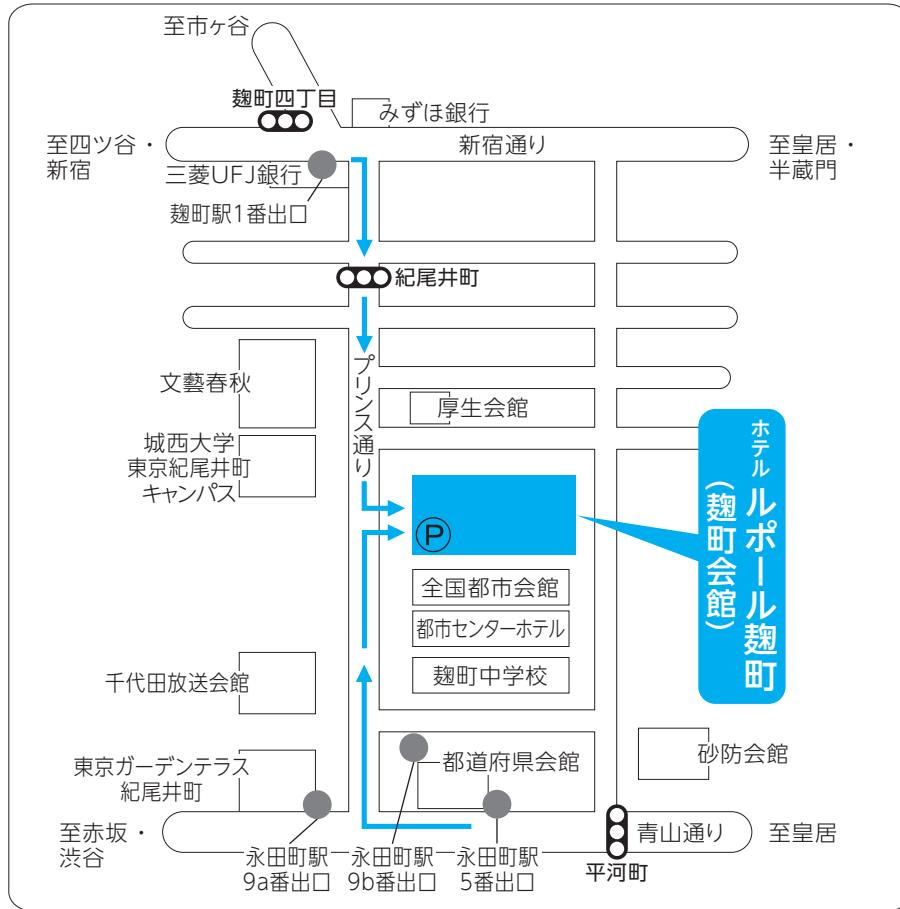 至市ヶ谷
麹町四丁目
みずほ銀行
至四ツ谷・
新宿
新宿通り
至皇居・
半蔵門
三菱UFJ銀行
麹町駅1番出口
紀尾井町
プリンス通り
文藝春秋
厚生会館
城西大学
東京紀尾井町
キャンパス
ホテル ルポール麹町
(麹町会館)
P
全国都市会館
都市センターホテル
麹町中学校
千代田放送会館
東京ガーデンテラス
紀尾井町
都道府県会館
砂防会館
至赤坂・
渋谷
青山通り
至皇居
永田町駅
9a番出口
永田町駅
9b番出口
永田町駅
5番出口
平河町